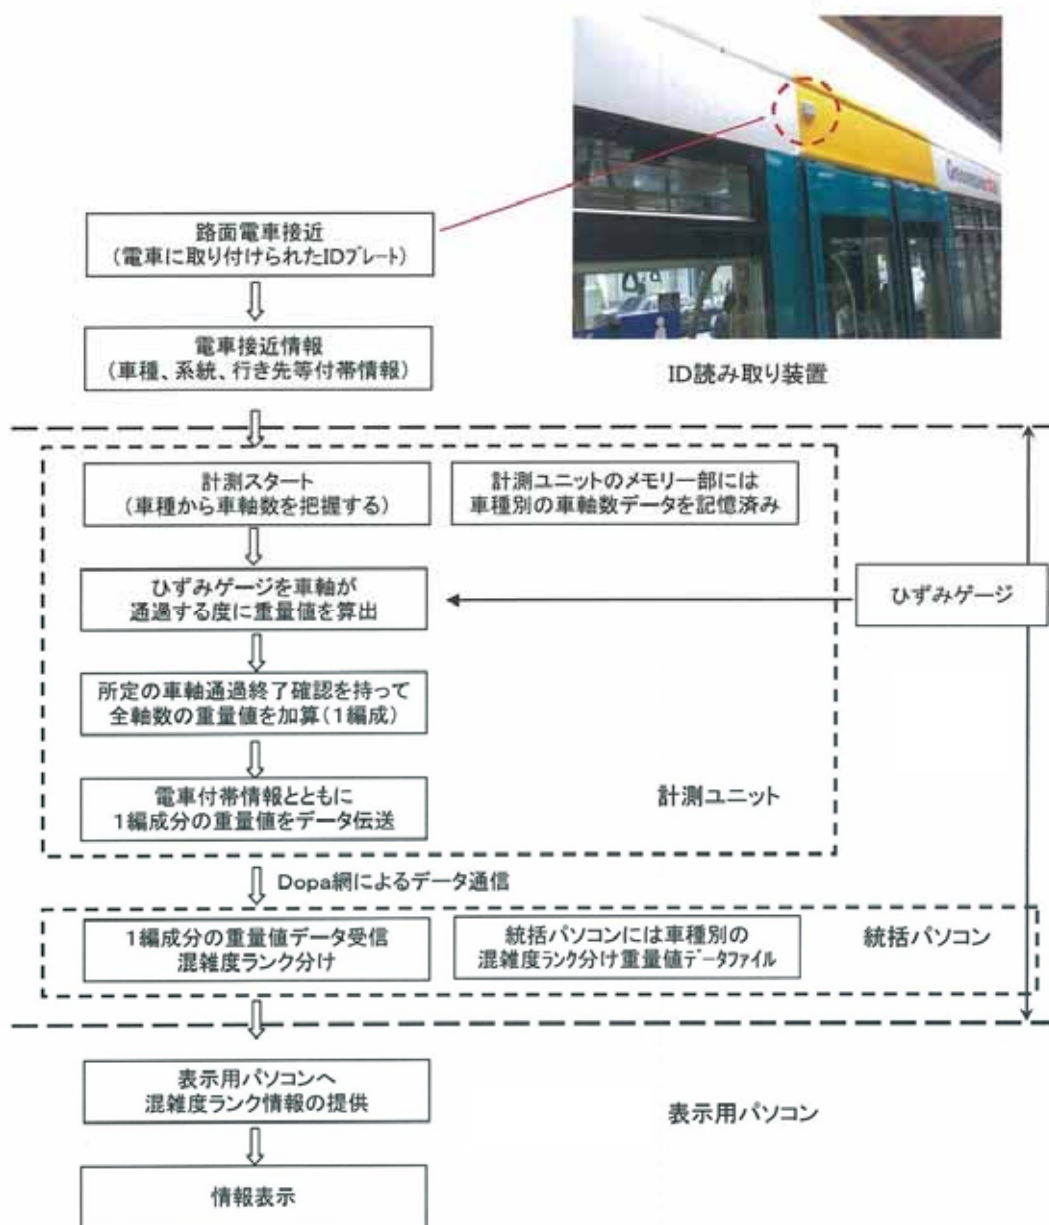 路面電車接近
(電車に取り付けられたIDプレート)
電車接近情報
(車種、系統、行き先等付帯情報)
ID読み取り装置
計測スタート
(車種から車軸数を把握する)
計測ユニットのメモリー部には
車種別の車軸数データを記憶済み
ひずみゲージを車軸が
通過する度に重量値を算出
ひずみゲージ
所定の車軸通過終了確認を持って
全軸数の重量値を加算(1編成)
電車付帯情報とともに
1編成分の重量値をデータ伝送
計測ユニット
Dopa網によるデータ通信
1編成分の重量値データ受信
混雑度ランク分け
統括パソコンには車種別の
混雑度ランク分け重量値データファイル
統括パソコン
表示用パソコンへ
混雑度ランク情報の提供
表示用パソコン
情報表示